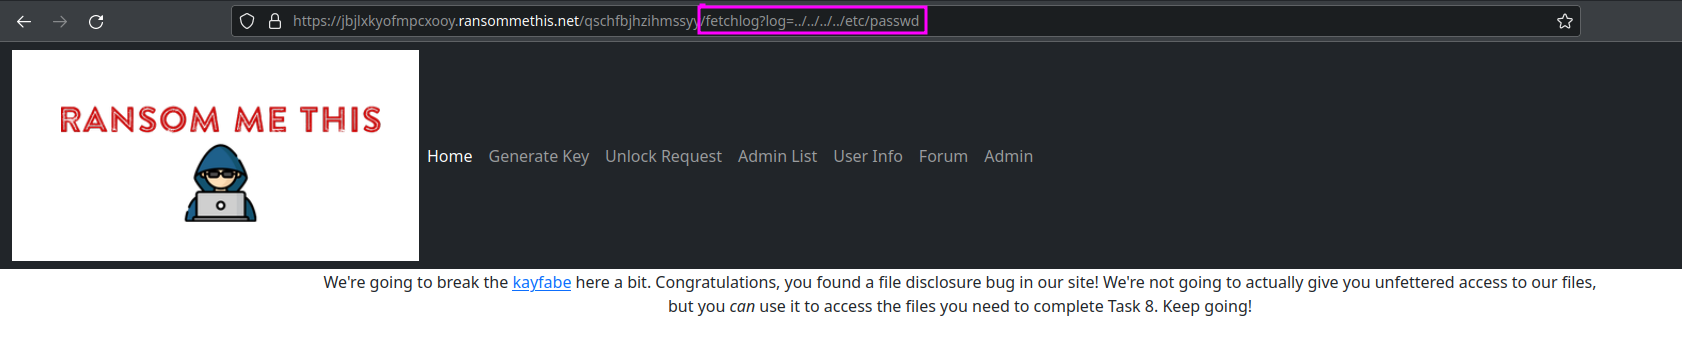 https://jbjlxkyofmpcxooy.ransommethis.net/qschfbjhzihmssyy/fetchlog?log=../../../../etc/passwd
RANSOM ME THIS
Home Generate Key Unlock Request Admin List User Info Forum Admin
We're going to break the kayfabe here a bit. Congratulations, you found a file disclosure bug in our site! We're not going to actually give you unfettered access to our files,
but you can use it to access the files you need to complete Task 8. Keep going!